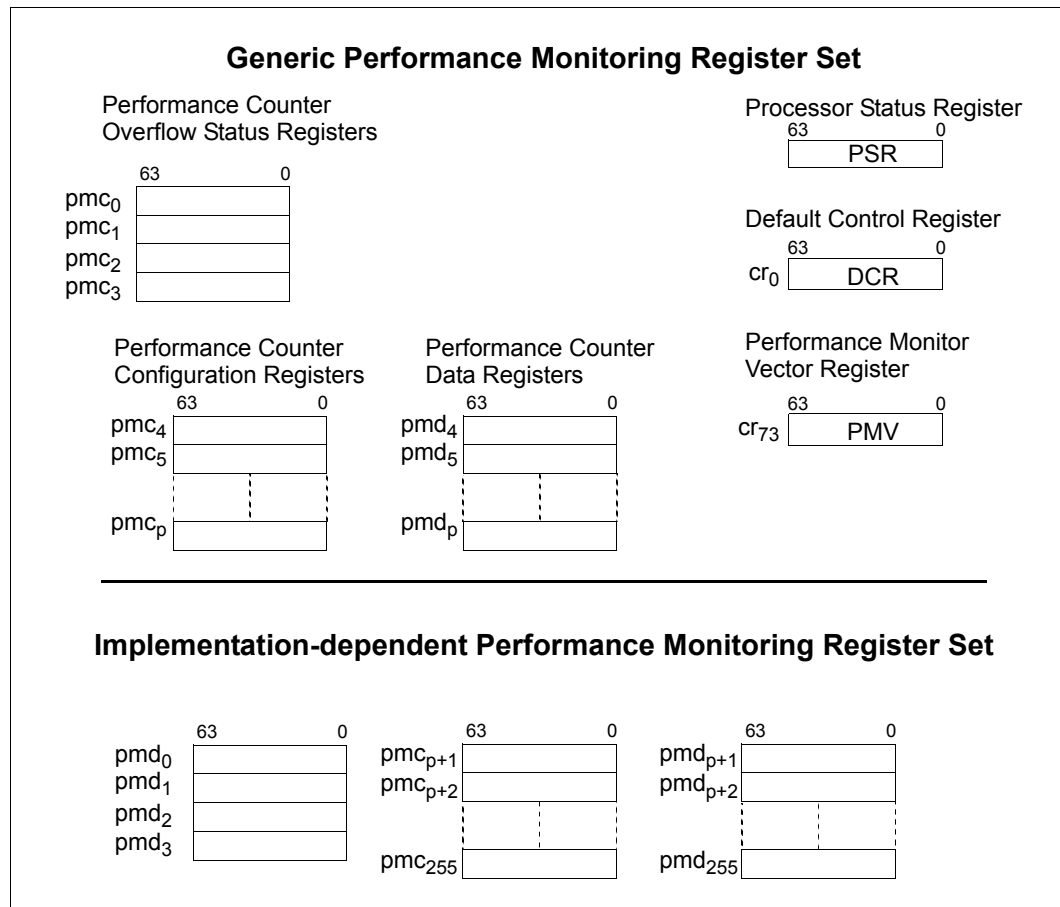 Generic Performance Monitoring Register Set
Performance Counter
Overflow Status Registers
63 0
pmc0
pmc1
pmc2
pmc3
Processor Status Register
63 0
PSR
Default Control Register
63 0
cr0 DCR
Performance Counter
Configuration Registers
63 0
pmc4
pmc5
pmcp
Performance Counter
Data Registers
63 0
pmd4
pmd5
pmdp
Performance Monitor
Vector Register
63 0
cr73 PMV
Implementation-dependent Performance Monitoring Register Set
63 0
pmd0
pmd1
pmd2
pmd3
63 0
pmcp+1
pmcp+2
pmc255
63 0
pmdp+1
pmdp+2
pmd255